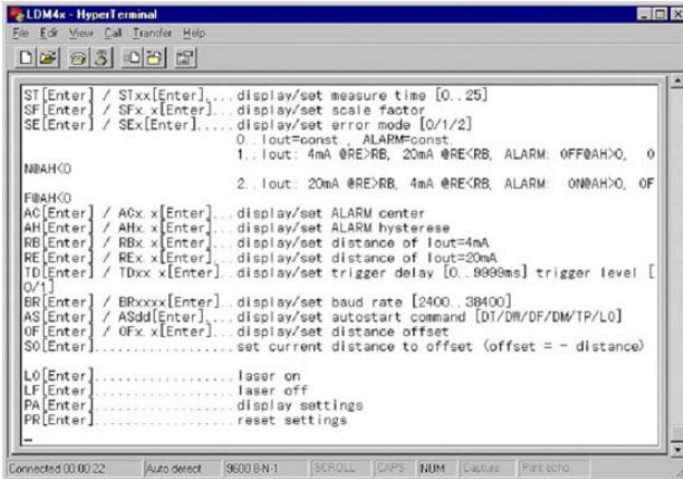 LDM4x - HyperTerminal
File Edit View Call Transfer Help
ST[Enter] / STxx[Enter].....display/set measure time [0..25]
SF[Enter] / SFx.x[Enter]....display/set scale factor
SE[Enter] / SEx[Enter]......display/set error mode [0/1/2]
0..Iout=const., ALARM=const.
1..Iout: 4mA @RE>RB, 20mA @RE<RB, ALARM: OFF@AH>0, O
N@AH<0
2..Iout: 20mA @RE>RB, 4mA @RE<RB, ALARM: ON@AH>0, OF
F@AH<0
AC[Enter] / ACx.x[Enter]...display/set ALARM center
AH[Enter] / AHx.x[Enter]...display/set ALARM hysterese
RB[Enter] / RBx.x[Enter]...display/set distance of Iout=4mA
RE[Enter] / REx.x[Enter]...display/set distance of Iout=20mA
TD[Enter] / TDxx x[Enter]..display/set trigger delay [0..9999ms] trigger level [
0/1]
BR[Enter] / BRxxxx[Enter]..display/set baud rate [2400..38400]
AS[Enter] / ASdd[Enter]....display/set autostart command [DT/DW/DF/DM/TP/LO]
OF[Enter] / OFx.x[Enter]...display/set distance offset
SO[Enter]..................set current distance to offset (offset = - distance)
LO[Enter]..................laser on
LF[Enter]..................laser off
PA[Enter]..................display settings
PR[Enter]..................reset settings
_
Connected 00:00:22 Auto detect 9600 8-N-1 SCROLL CAPS NUM Capture Print echo